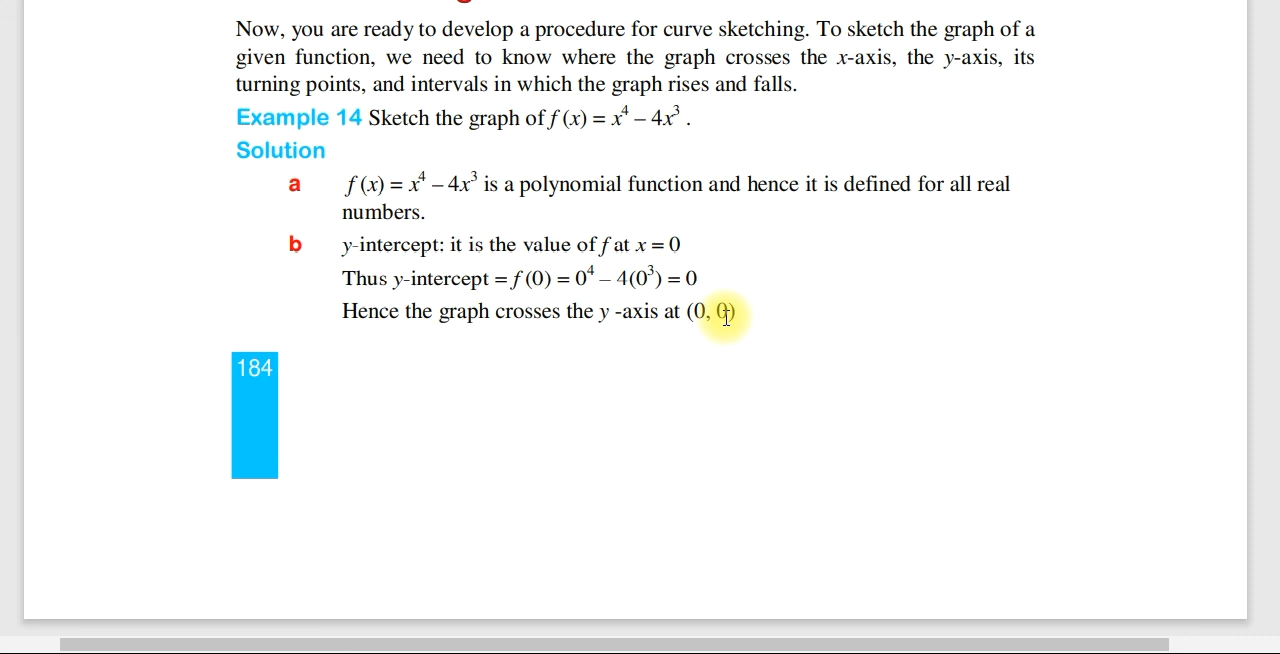 Now, you are ready to develop a procedure for curve sketching. To sketch the graph of a
given function, we need to know where the graph crosses the x-axis, the y-axis, its
turning points, and intervals in which the graph rises and falls.
Example 14 Sketch the graph of f (x) = x⁴ – 4x³ .
Solution
a f (x) = x⁴ – 4x³ is a polynomial function and hence it is defined for all real
numbers.
b y-intercept: it is the value of f at x = 0
Thus y-intercept = f (0) = 0⁴ – 4(0³) = 0
Hence the graph crosses the y -axis at (0, 0)
184